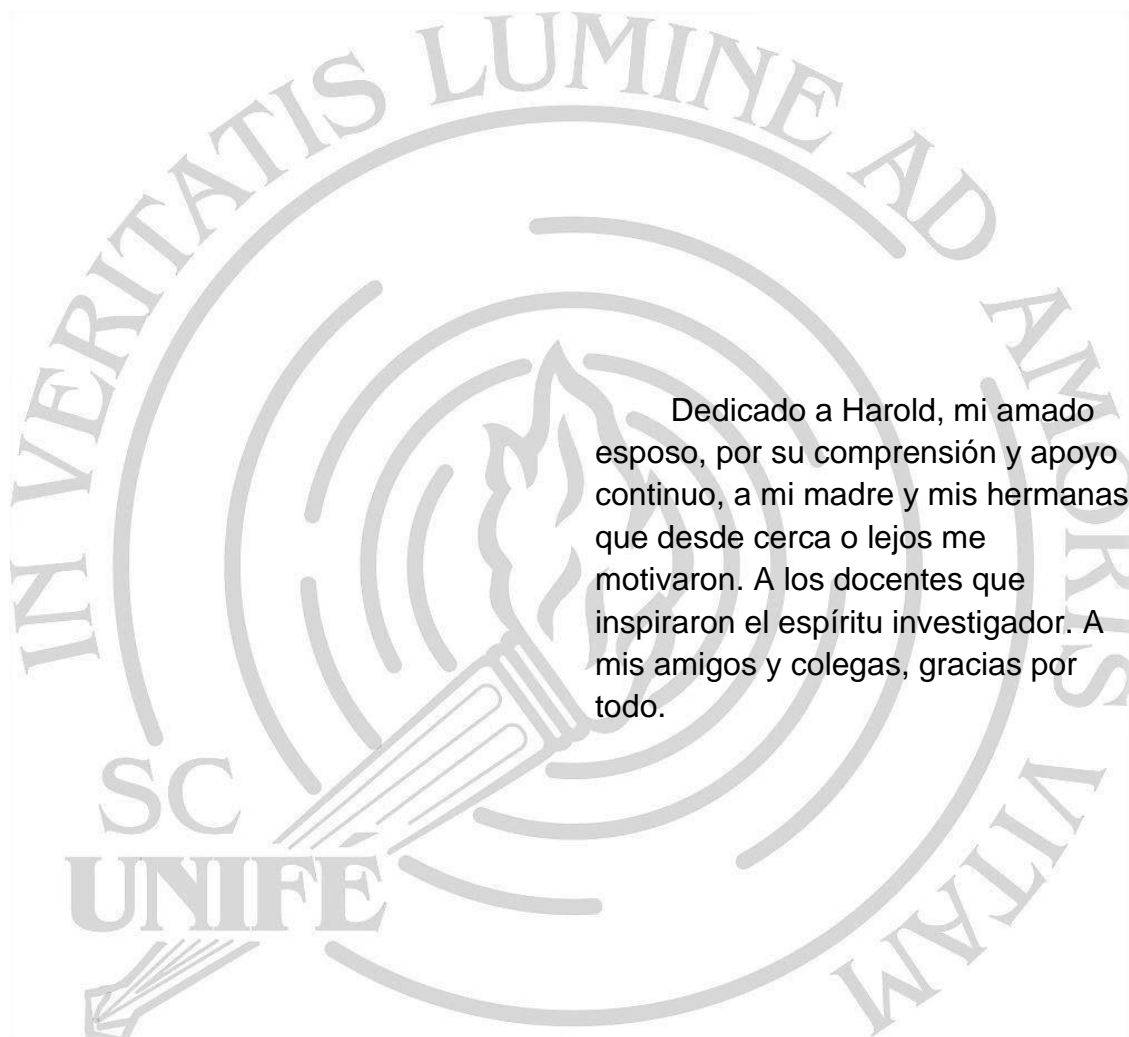 IN VERITATIS LUMINE AD AMORIS VITAM
Dedicado a Harold, mi amado
esposo, por su comprensión y apoyo
continuo, a mi madre y mis hermanas
que desde cerca o lejos me
motivaron. A los docentes que
inspiraron el espíritu investigador. A
mis amigos y colegas, gracias por
todo.
SC
UNIFÉ